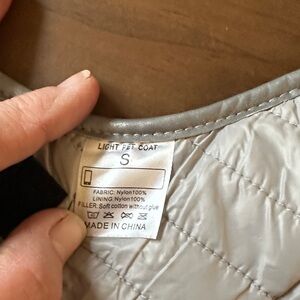 LIGHT PET COAT
S
FABRIC: Nylon100%
LINING: Nylon100%
FILLER: Soft cotton without glue
MADE IN CHINA